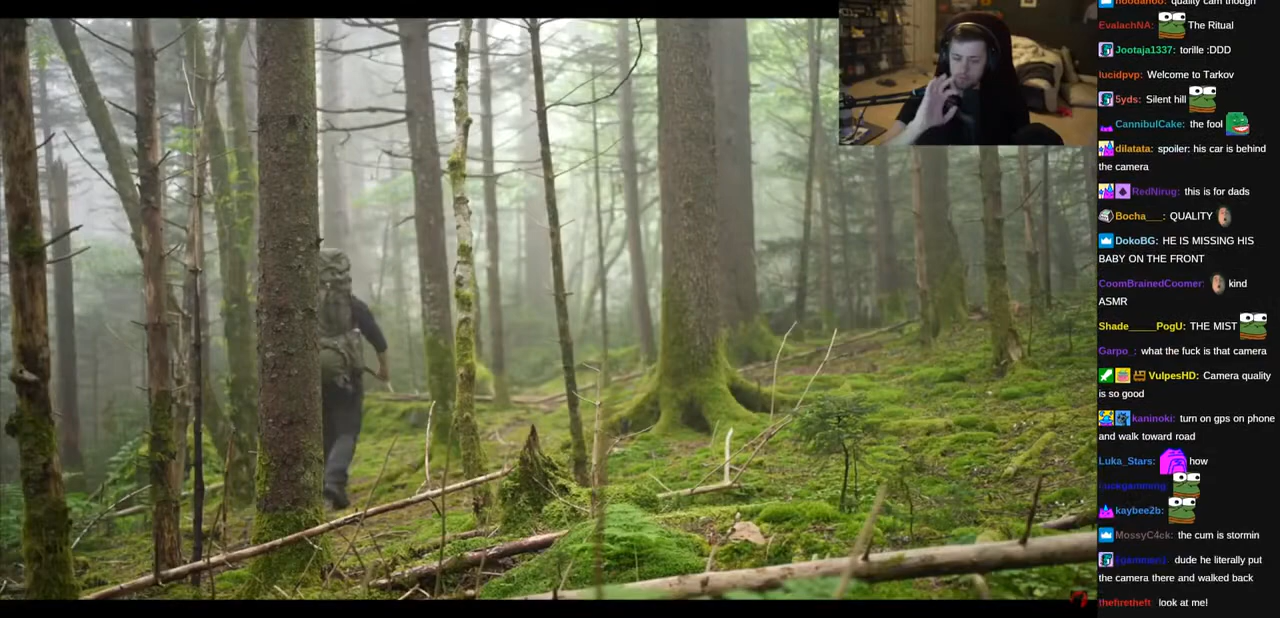 quality cam though
EvalachNA: The Ritual
Jootaja1337: torille :DDD
lucidpvp: Welcome to Tarkov
5yds: Silent hill
CannibulCake: the fool
dilatata: spoiler: his car is behind
the camera
RedNirug: this is for dads
Bocha___: QUALITY
DokoBG: HE IS MISSING HIS
BABY ON THE FRONT
CoomBrainedCoomer: kind
ASMR
Shade_____PogU: THE MIST
Garpo_: what the fuck is that camera
VulpesHD: Camera quality
is so good
kaninoki: turn on gps on phone
and walk toward road
Luka_Stars: how
kaybee2b:
MossyC4ck: the cum is stormin
dude he literally put
the camera there and walked back
thefiretheft: look at me!